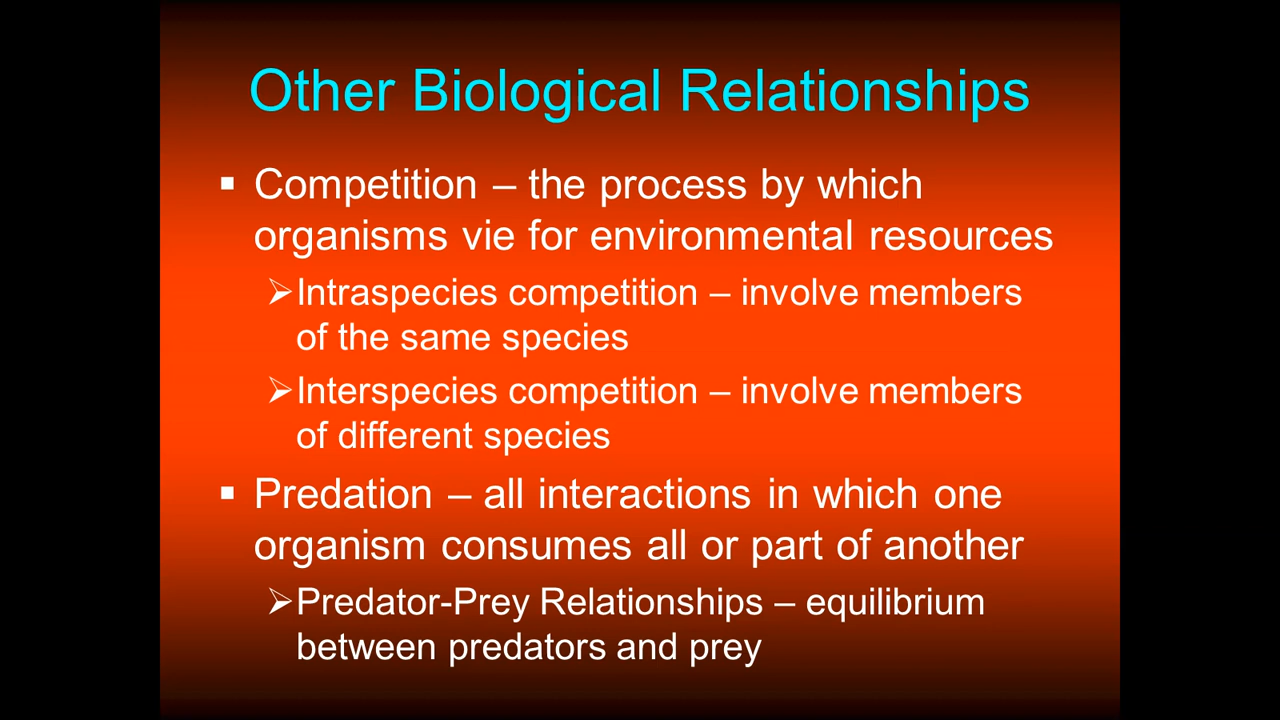 Other Biological Relationships
▪ Competition – the process by which
organisms vie for environmental resources
➢Intraspecies competition – involve members
of the same species
➢Interspecies competition – involve members
of different species
▪ Predation – all interactions in which one
organism consumes all or part of another
➢Predator-Prey Relationships – equilibrium
between predators and prey